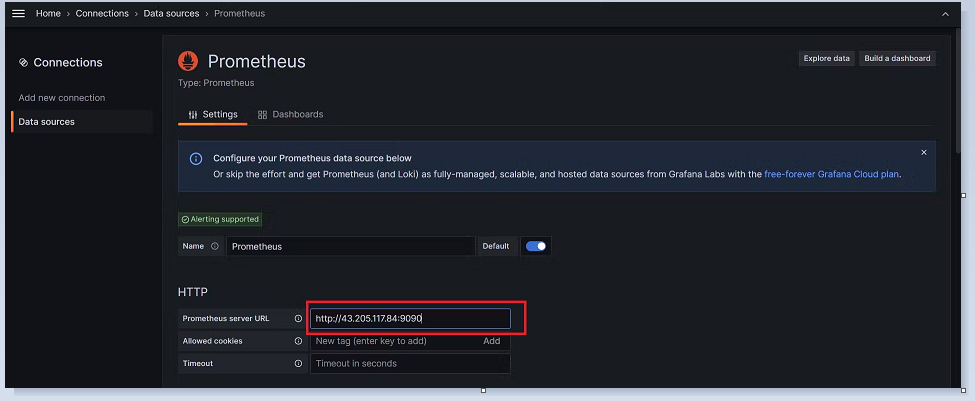 Home › Connections › Data sources › Prometheus
Connections
Add new connection
Data sources
Prometheus
Type: Prometheus
Explore data
Build a dashboard
Settings
Dashboards
Configure your Prometheus data source below
Or skip the effort and get Prometheus (and Loki) as fully-managed, scalable, and hosted data sources from Grafana Labs with the free-forever Grafana Cloud plan.
Alerting supported
Name Prometheus Default
HTTP
Prometheus server URL http://43.205.117.84:9090
Allowed cookies New tag (enter key to add) Add
Timeout Timeout in seconds